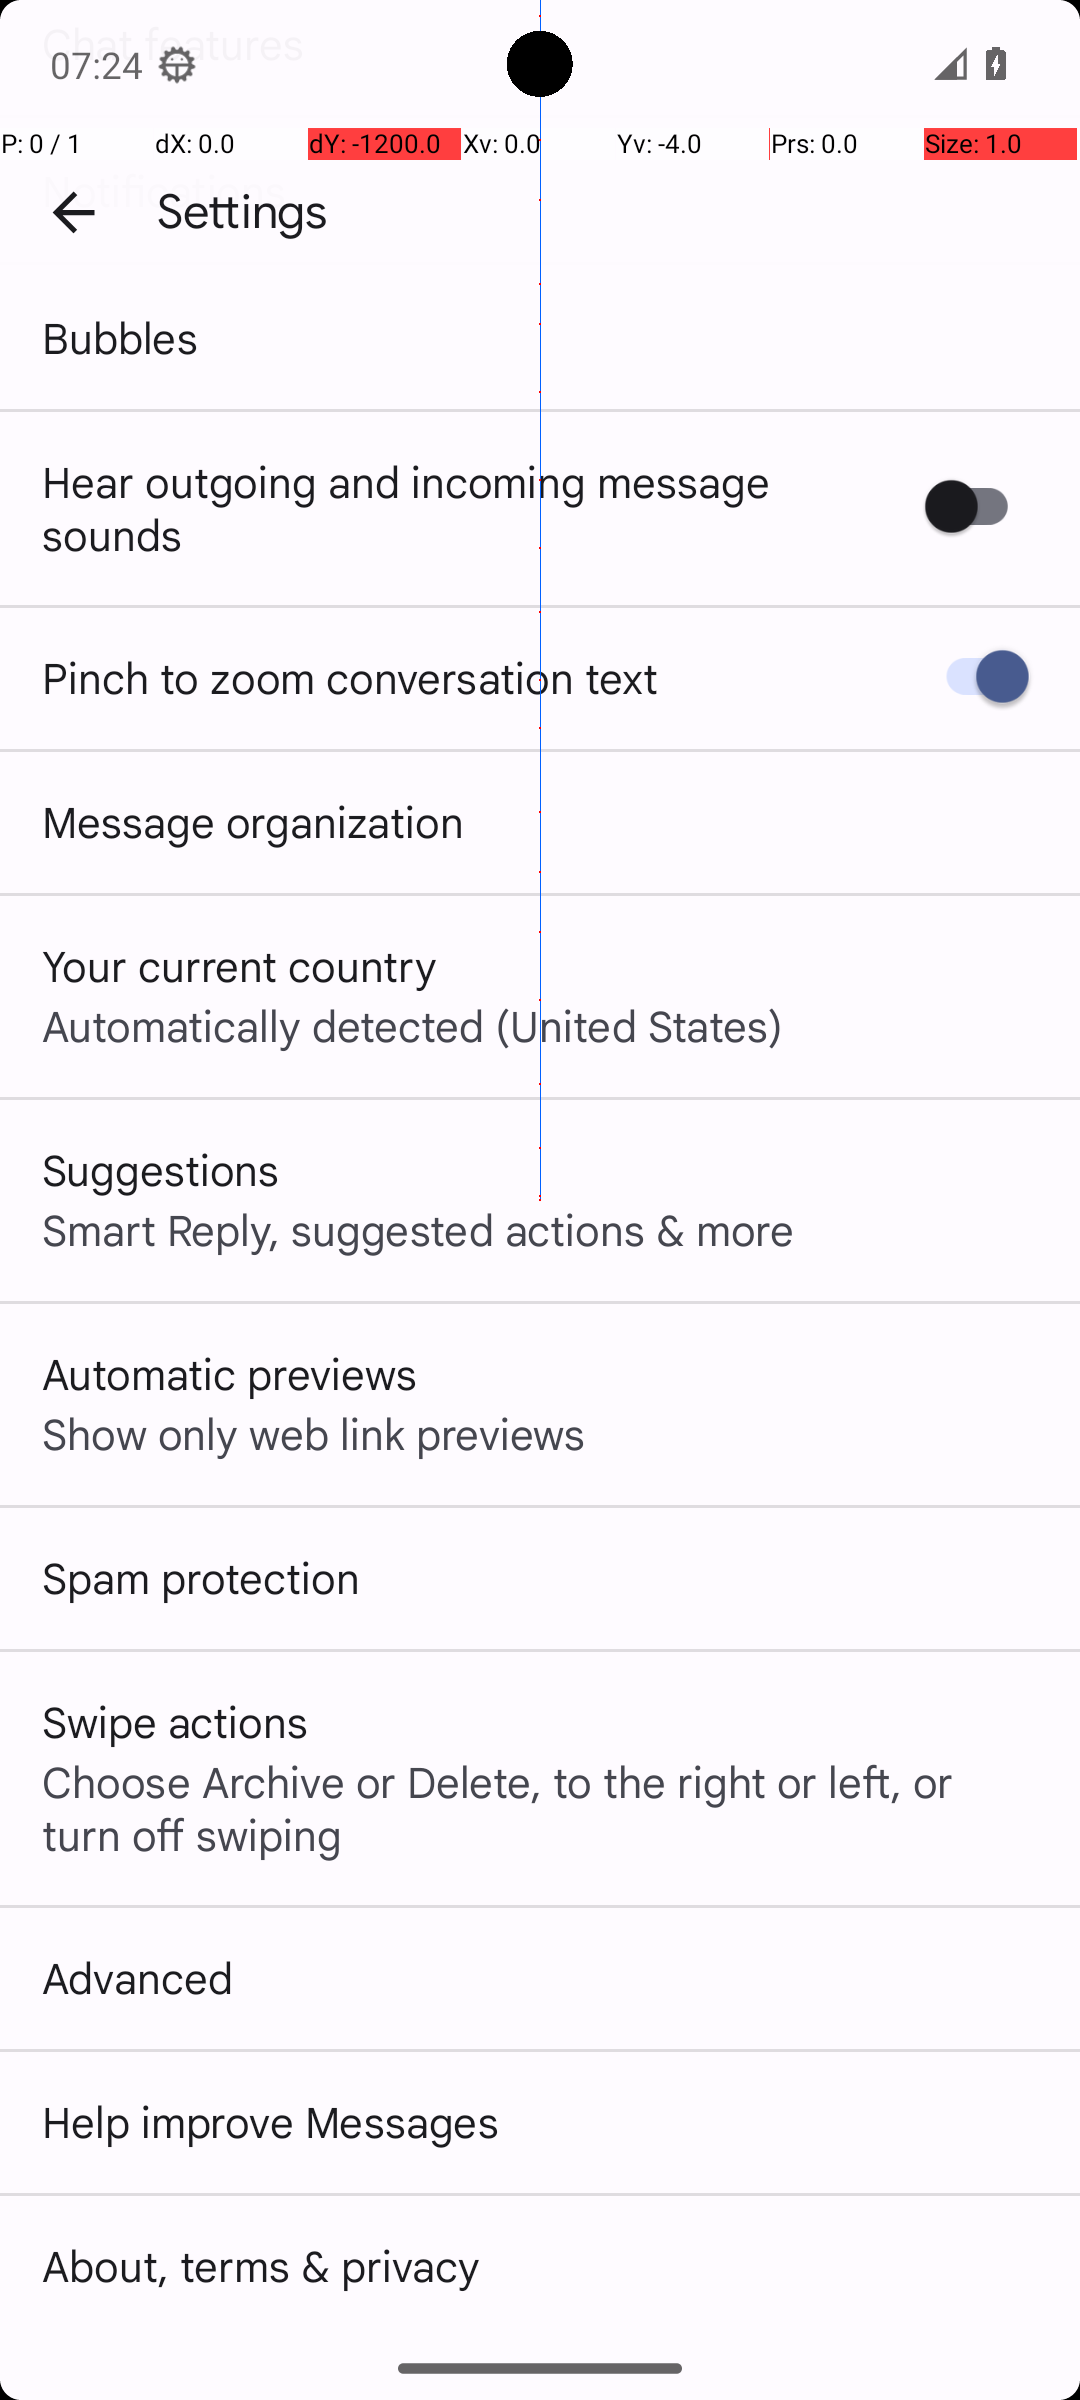 Chat features
07:24
P: 0 / 1 dX: 0.0 dY: -1200.0 Xv: 0.0 Yv: -4.0 Prs: 0.0 Size: 1.0
Notifications
Settings
Bubbles
Hear outgoing and incoming message
sounds
Pinch to zoom conversation text
Message organization
Your current country
Automatically detected (United States)
Suggestions
Smart Reply, suggested actions & more
Automatic previews
Show only web link previews
Spam protection
Swipe actions
Choose Archive or Delete, to the right or left, or
turn off swiping
Advanced
Help improve Messages
About, terms & privacy